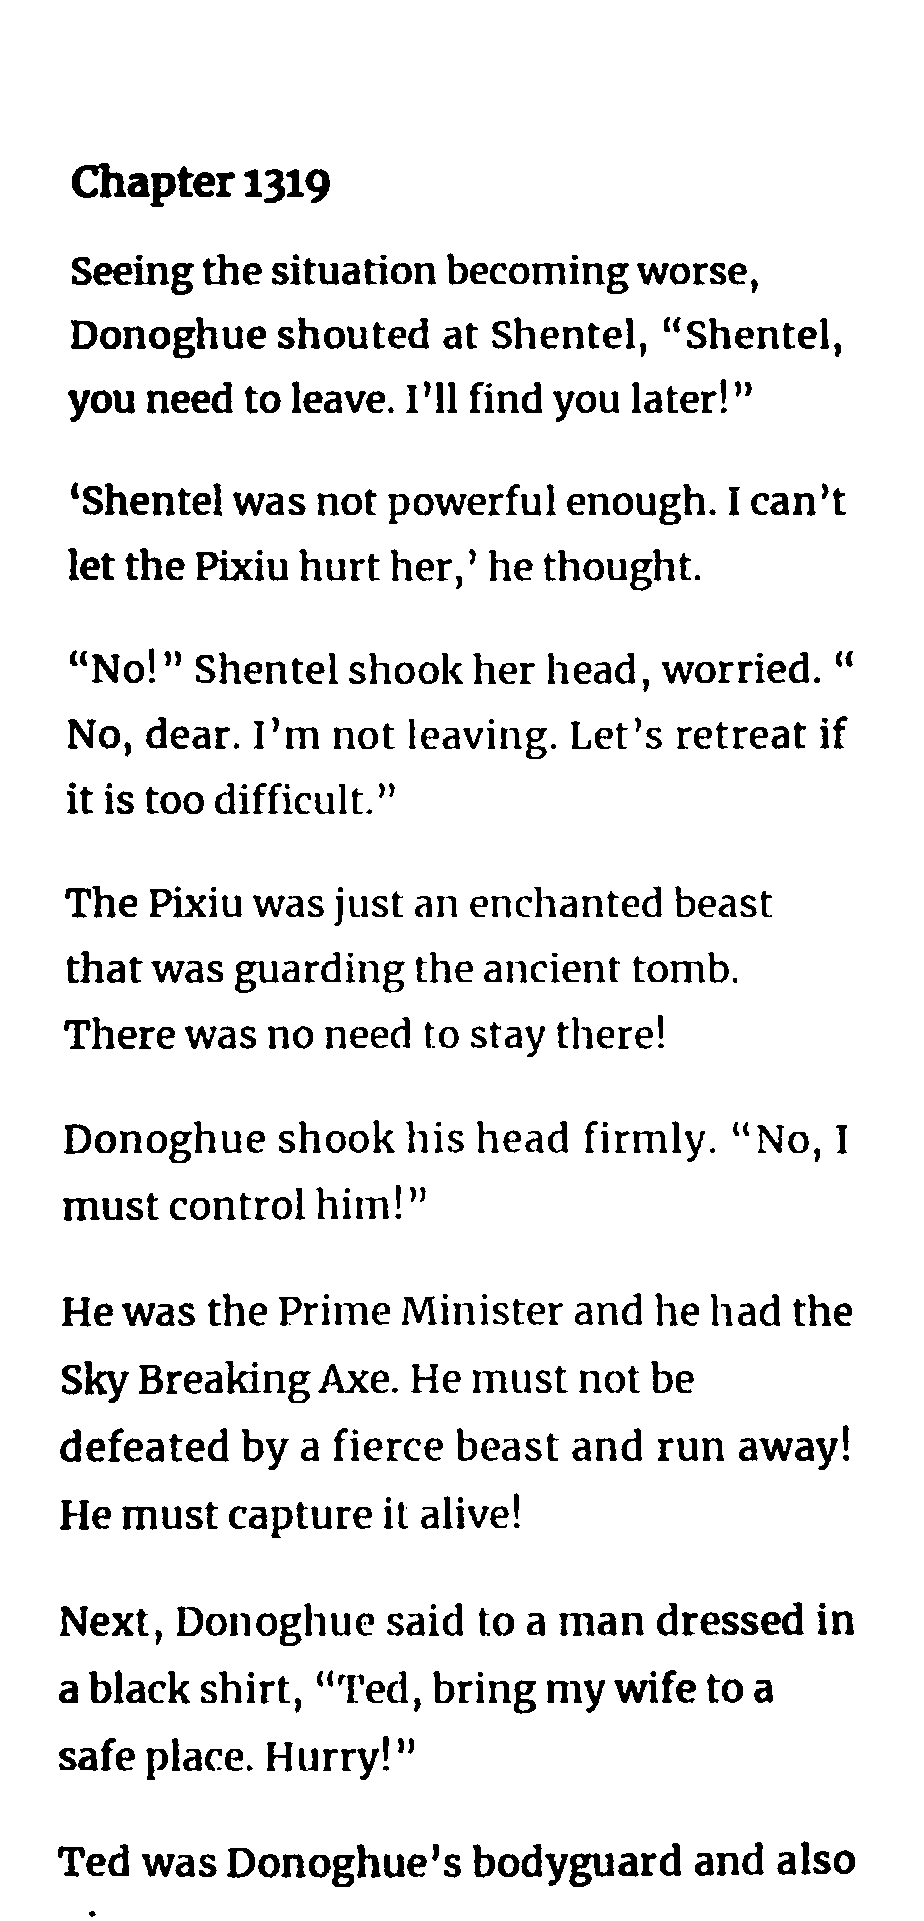 Chapter 1319
Seeing the situation becoming worse,
Donoghue shouted at Shentel, “Shentel,
you need to leave. I’ll find you later!”
‘Shentel was not powerful enough. I can’t
let the Pixiu hurt her,’ he thought.
“No!” Shentel shook her head, worried. “
No, dear. I’m not leaving. Let’s retreat if
it is too difficult.”
The Pixiu was just an enchanted beast
that was guarding the ancient tomb.
There was no need to stay there!
Donoghue shook his head firmly. “No, I
must control him!”
He was the Prime Minister and he had the
Sky Breaking Axe. He must not be
defeated by a fierce beast and run away!
He must capture it alive!
Next, Donoghue said to a man dressed in
a black shirt, “Ted, bring my wife to a
safe place. Hurry!”
Ted was Donoghue’s bodyguard and also